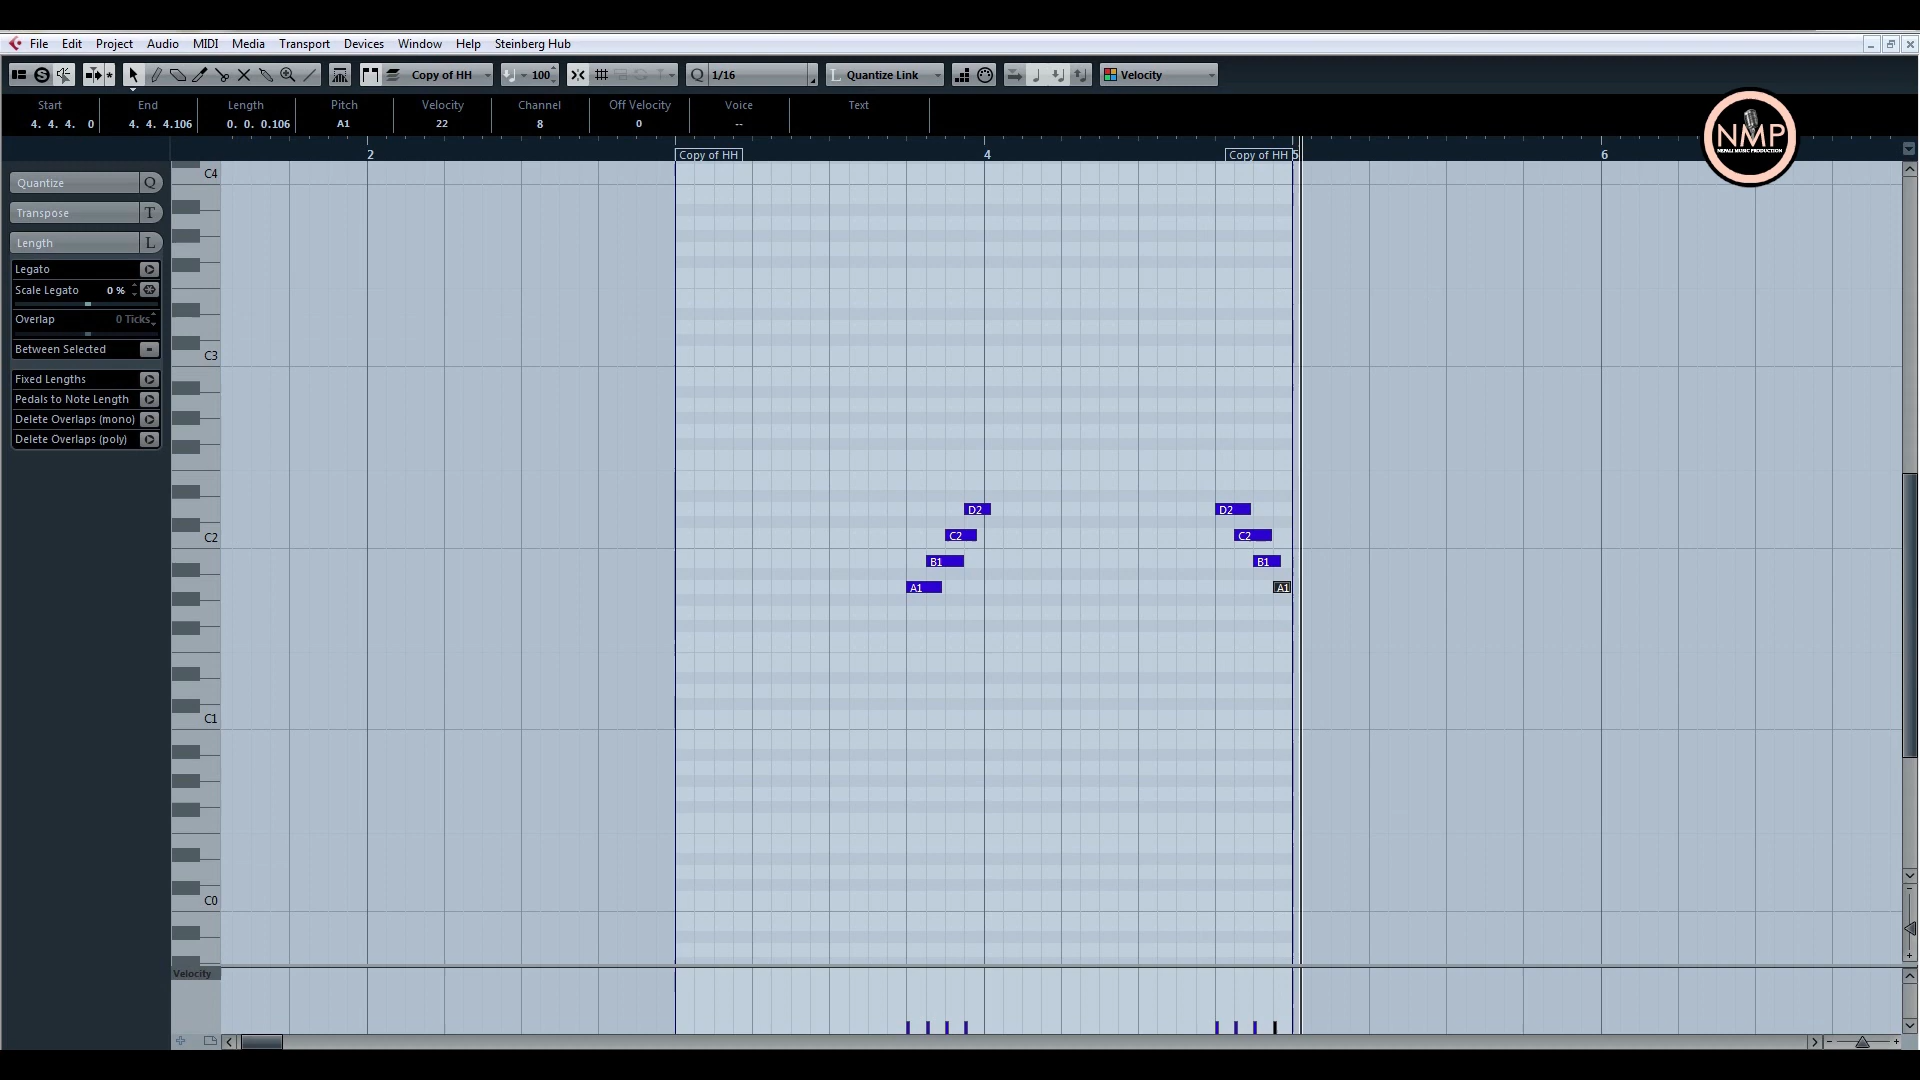 File Edit Project Audio MIDI Media Transport Devices Window Help Steinberg Hub
Copy of HH 100 Q 1/16 L Quantize Link Velocity
Start End Length Pitch Velocity Channel Off Velocity Voice Text
4. 4. 4. 0 4. 4. 4.106 0. 0. 0.106 A1 22 8 0 --
NMP
NEPALI MUSIC PRODUCTION
2 Copy of HH 4 Copy of HH 5 6
Quantize Q
Transpose T
Length L
Legato
Scale Legato 0 %
Overlap 0 Ticks
Between Selected
Fixed Lengths
Pedals to Note Length
Delete Overlaps (mono)
Delete Overlaps (poly)
C4
C3
C2
C1
C0
D2 D2
C2 C2
B1 B1
A1 A1
Velocity